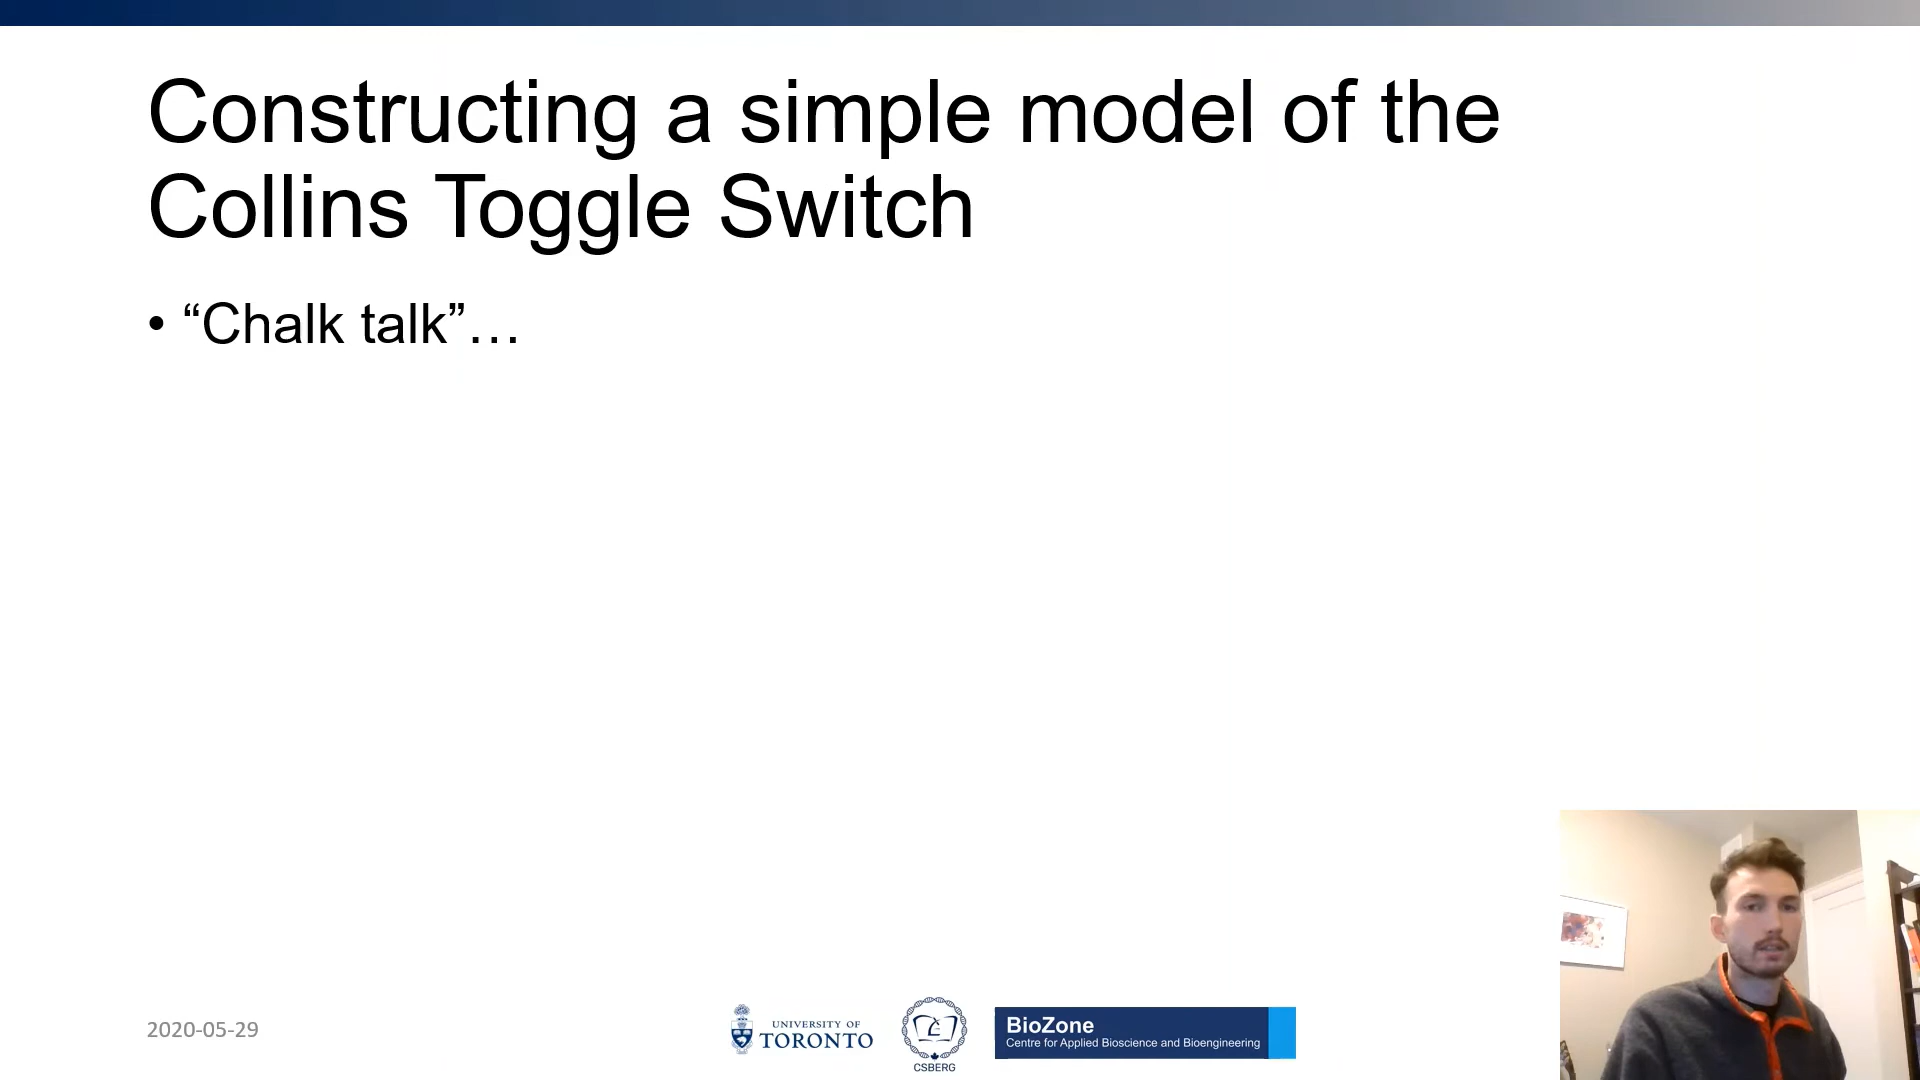 Constructing a simple model of the
Collins Toggle Switch
• “Chalk talk”…
2020-05-29
UNIVERSITY OF
TORONTO
CSBERG
BioZone
Centre for Applied Bioscience and Bioengineering